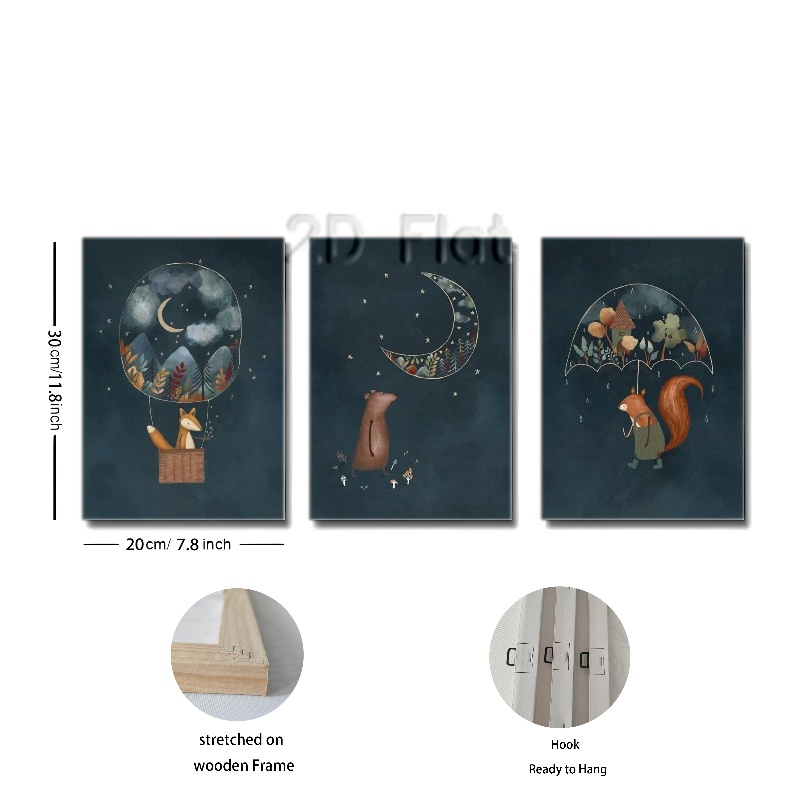 2D Flat
30cm/11.8inch
20cm/ 7.8 inch
stretched on
wooden Frame
Hook
Ready to Hang